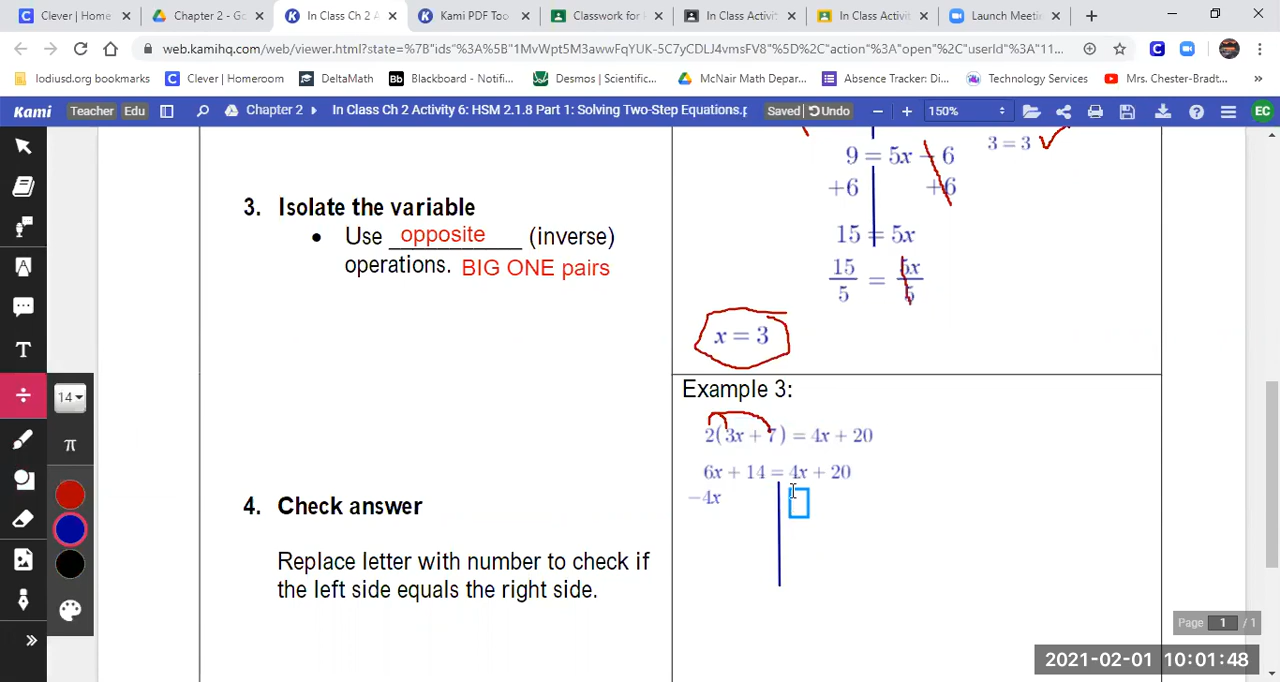 Clever | Home
Chapter 2 - Go
In Class Ch 2 A
Kami PDF Too
Classwork for
In Class Activi
In Class Activ
Launch Meeti
web.kamihq.com/web/viewer.html?state=%7B"ids"%3A%5B"1MvWpt5M3awwFqYUK-5C7yCDLJ4vmsFV8"%5D%2C"action"%3A"open"%2C"userId"%3A"11...
lodiusd.org bookmarks
Clever | Homeroom
DeltaMath
Bb Blackboard - Notifi...
Desmos | Scientific...
McNair Math Depar...
Absence Tracker: Di...
Technology Services
Mrs. Chester-Bradt...
»
Kami
Teacher
Edu
Chapter 2
In Class Ch 2 Activity 6: HSM 2.1.8 Part 1: Solving Two-Step Equations.p
Saved
Undo
150%
EC
14
π
3 = 3
9 = 5x - 6
+6 +6
15 = 5x
15/5 = 5x/5
x = 3
3. Isolate the variable
• Use opposite (inverse)
operations. BIG ONE pairs
4. Check answer
Replace letter with number to check if
the left side equals the right side.
Example 3:
2(3x + 7) = 4x + 20
6x + 14 = 4x + 20
-4x
Page 1 / 1
2021-02-01 10:01:48